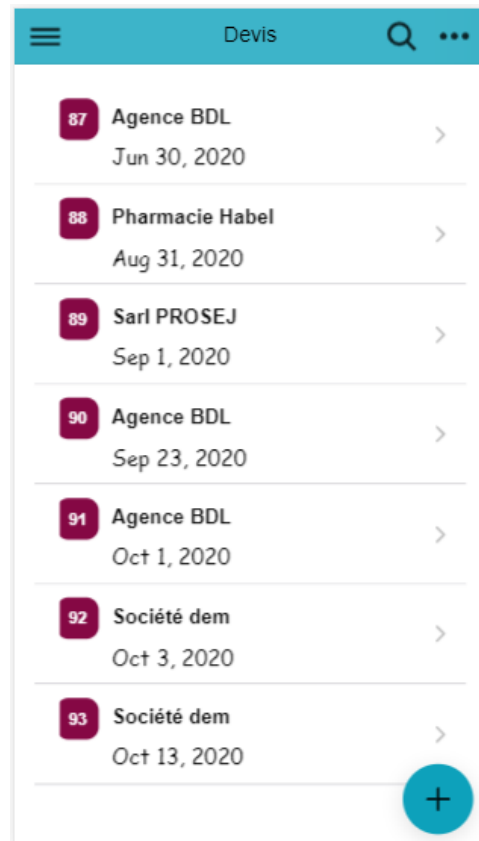 Devis
87 Agence BDL
Jun 30, 2020
88 Pharmacie Habel
Aug 31, 2020
89 Sarl PROSEJ
Sep 1, 2020
90 Agence BDL
Sep 23, 2020
91 Agence BDL
Oct 1, 2020
92 Société dem
Oct 3, 2020
93 Société dem
Oct 13, 2020